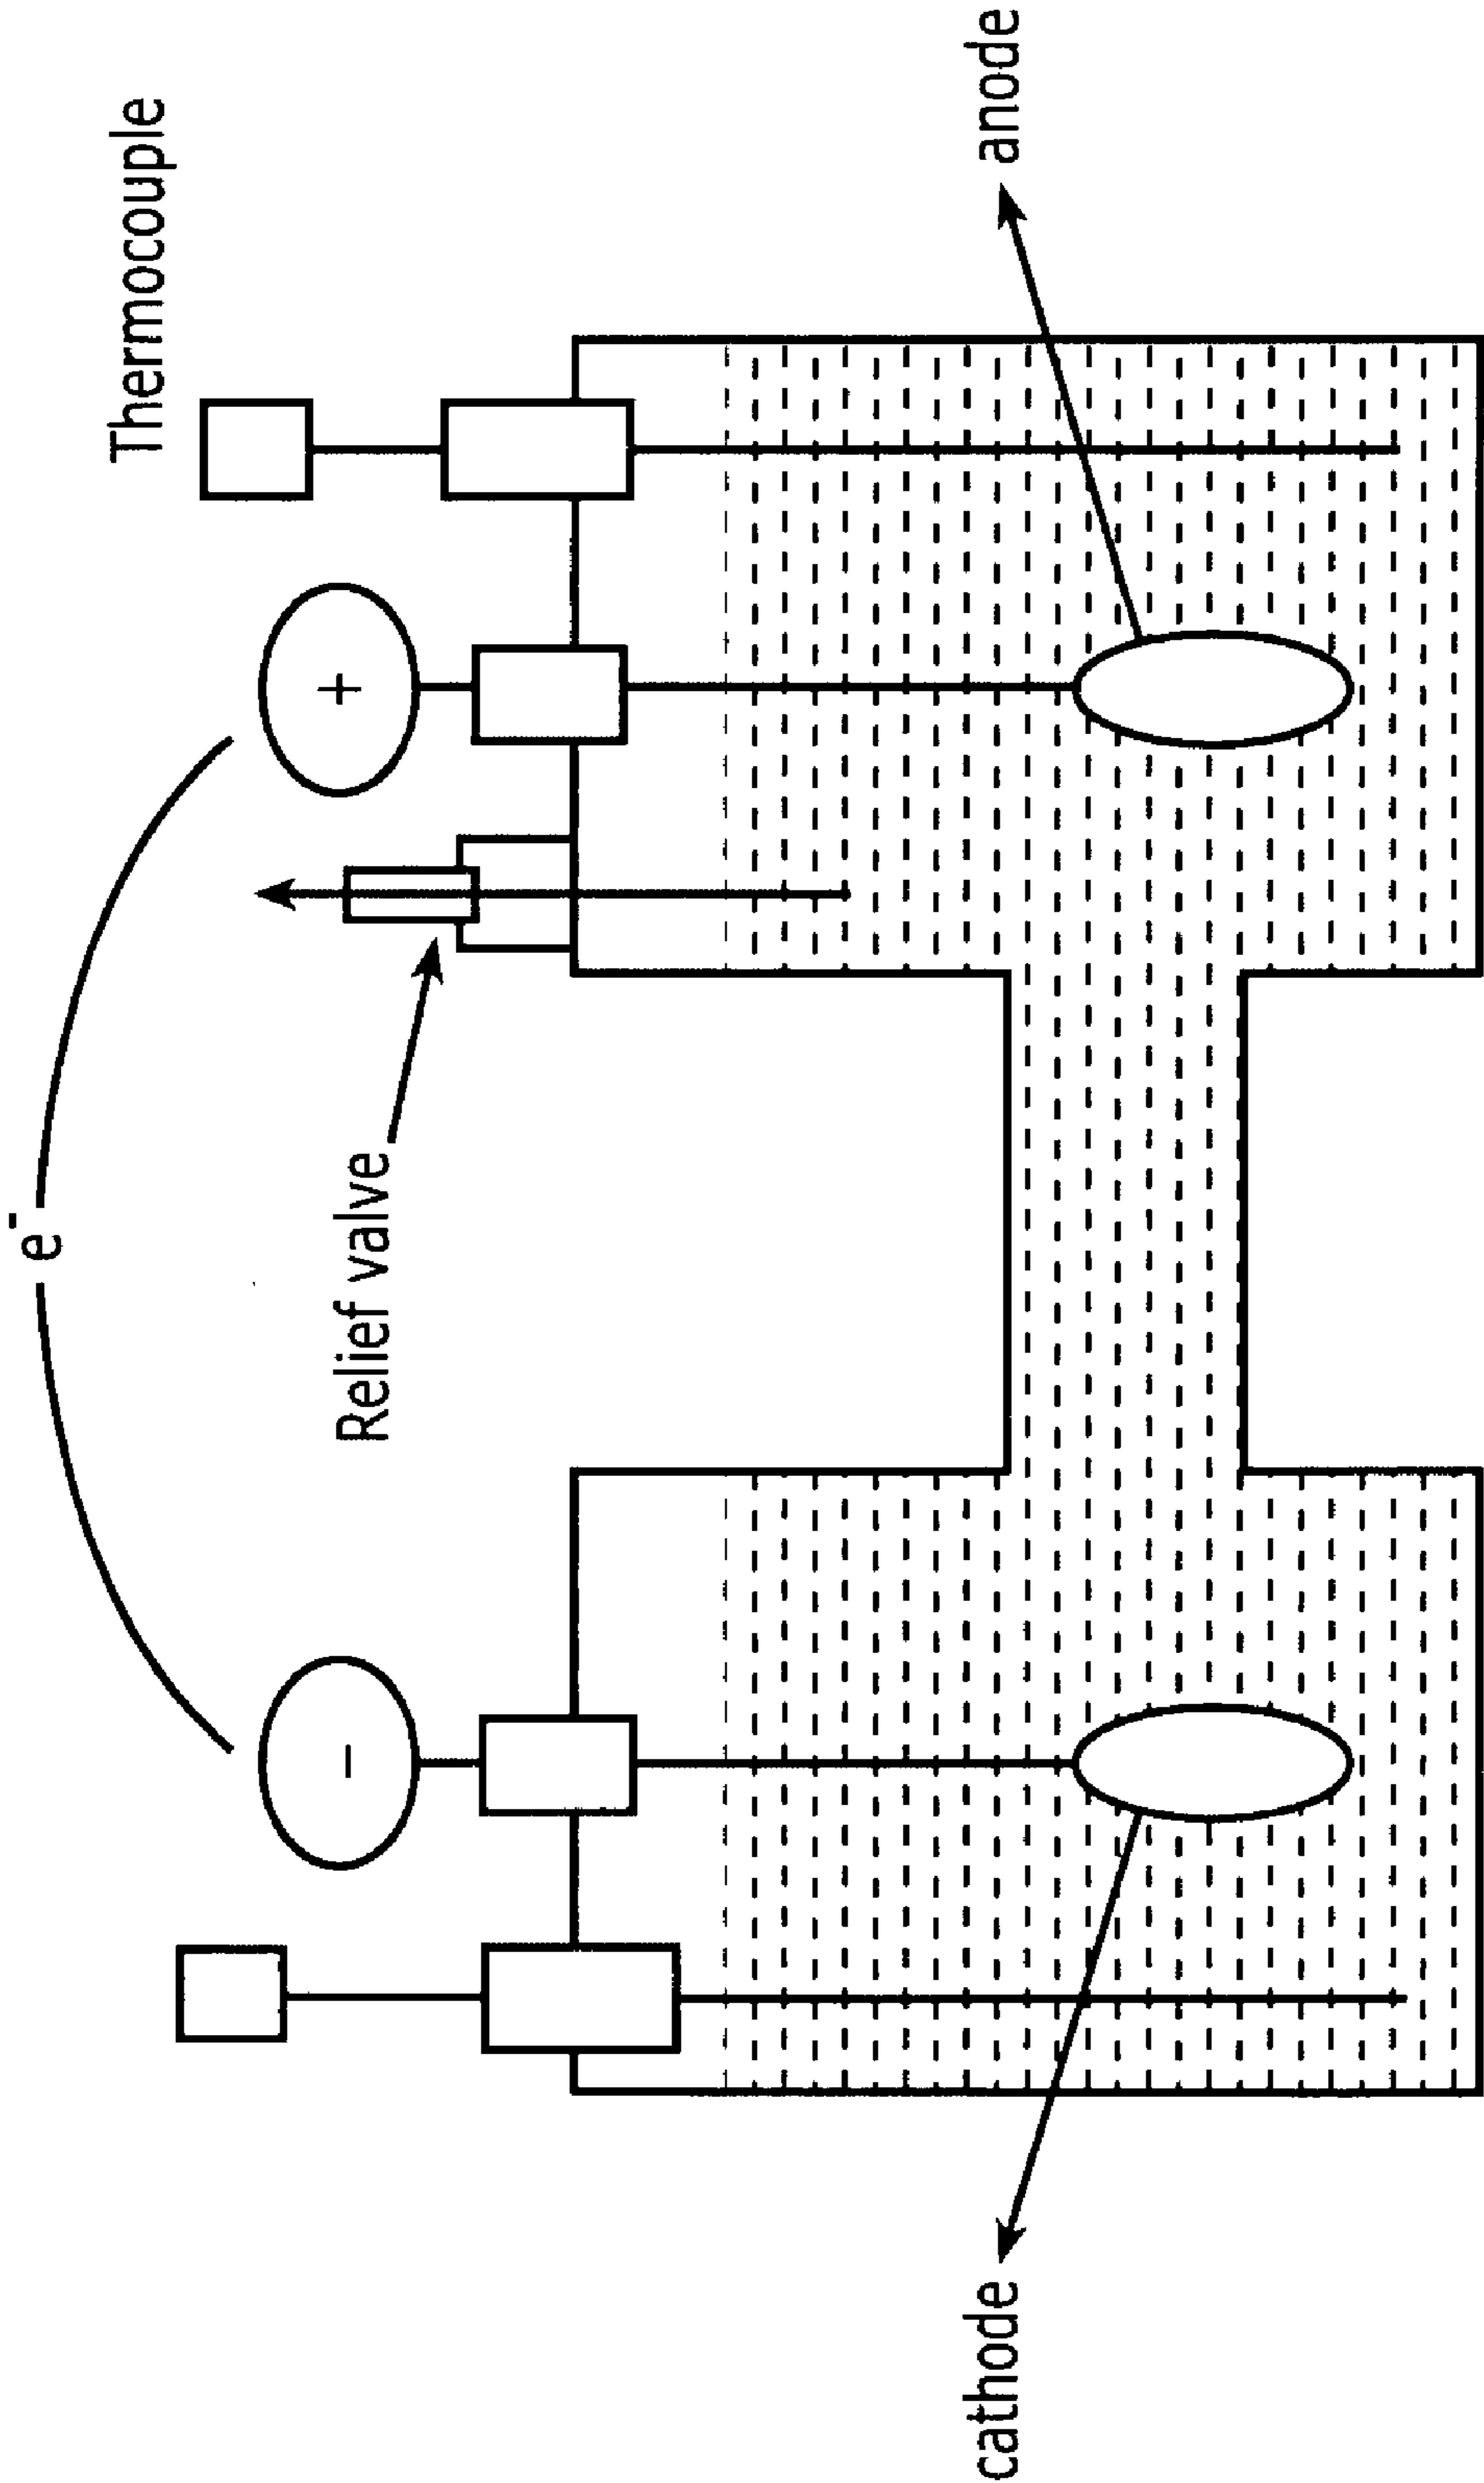 e-
Thermocouple
Relief valve
+
−
cathode
anode